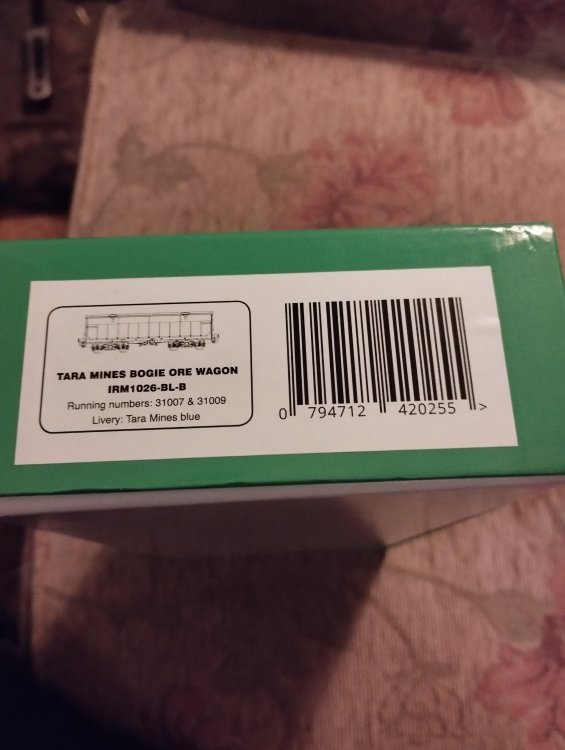 TARA MINES BOGIE ORE WAGON
IRM1026-BL-B
Running numbers: 31007 & 31009
Livery: Tara Mines blue
0 794712 420255 >